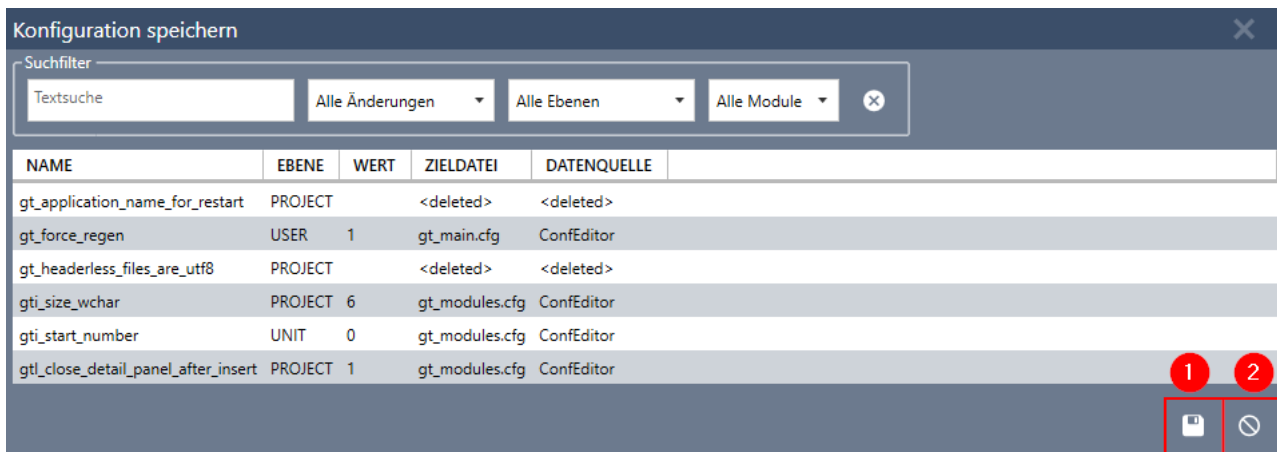 Konfiguration speichern
Suchfilter
Textsuche Alle Änderungen Alle Ebenen Alle Module
NAME EBENE WERT ZIELDATEI DATENQUELLE
gt_application_name_for_restart PROJECT <deleted> <deleted>
gt_force_regen USER 1 gt_main.cfg ConfEditor
gt_headerless_files_are_utf8 PROJECT <deleted> <deleted>
gti_size_wchar PROJECT 6 gt_modules.cfg ConfEditor
gti_start_number UNIT 0 gt_modules.cfg ConfEditor
gtl_close_detail_panel_after_insert PROJECT 1 gt_modules.cfg ConfEditor
1 2